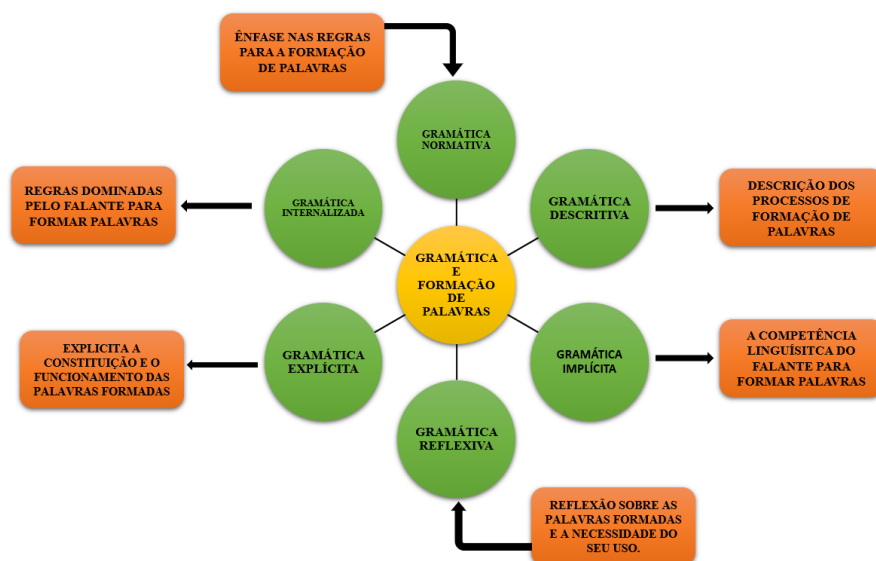 ÊNFASE NAS REGRAS
PARA A FORMAÇÃO
DE PALAVRAS
GRAMÁTICA
NORMATIVA
REGRAS DOMINADAS
PELO FALANTE PARA
FORMAR PALAVRAS
GRAMÁTICA
INTERNALIZADA
GRAMÁTICA
DESCRITIVA
DESCRIÇÃO DOS
PROCESSOS DE
FORMAÇÃO DE
PALAVRAS
GRAMÁTICA
E
FORMAÇÃO
DE
PALAVRAS
EXPLICITA A
CONSTITUIÇÃO E O
FUNCIONAMENTO DAS
PALAVRAS FORMADAS
GRAMÁTICA
EXPLÍCITA
GRAMÁTICA
IMPLÍCITA
A COMPETÊNCIA
LINGUÍSITCA DO
FALANTE PARA
FORMAR PALAVRAS
GRAMÁTICA
REFLEXIVA
REFLEXÃO SOBRE AS
PALAVRAS FORMADAS
E A NECESSIDADE DO
SEU USO.